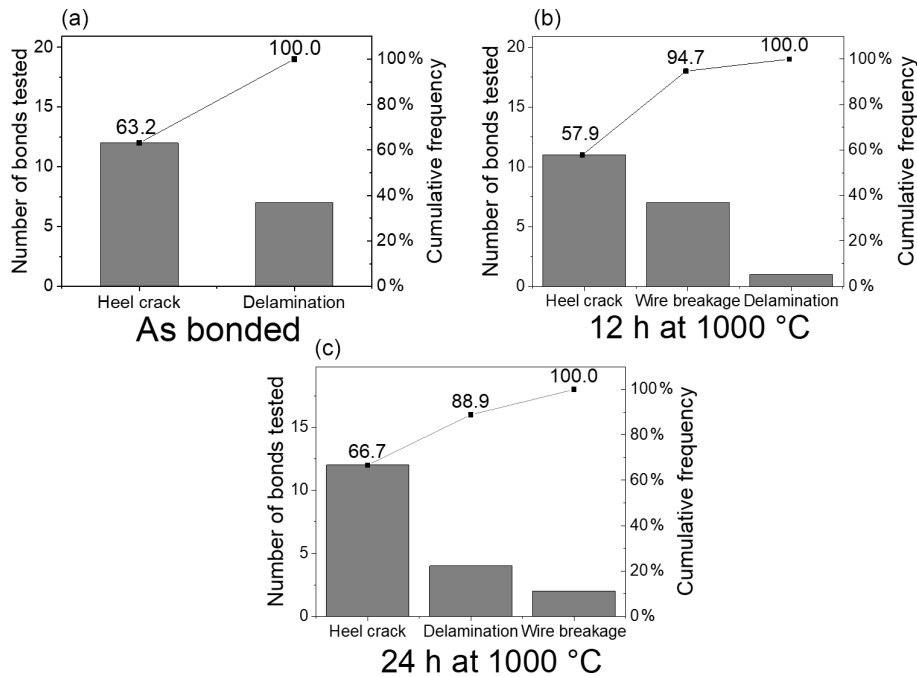 (a)
Number of bonds tested
20
15
10
5
0
63.2
100.0
100%
80%
60%
40%
20%
0%
Cumulative frequency
Heel crack
Delamination
As bonded
(b)
Number of bonds tested
20
15
10
5
0
57.9
94.7
100.0
100%
80%
60%
40%
20%
0%
Cumulative frequency
Heel crack
Wire breakage
Delamination
12 h at 1000 °C
(c)
Number of bonds tested
15
10
5
0
66.7
88.9
100.0
100%
80%
60%
40%
20%
0%
Cumulative frequency
Heel crack
Delamination
Wire breakage
24 h at 1000 °C